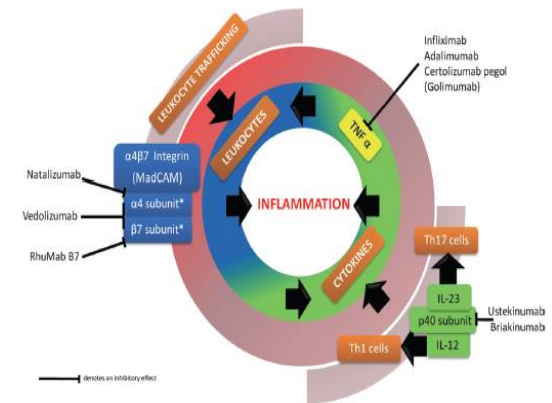 LEUKOCYTE TRAFFICKING
Infliximab
Adalimumab
Certolizumab pegol
(Golimumab)
LEUKOCYTES
TNF α
α4β7 Integrin
(MadCAM)
α4 subunit*
β7 subunit*
Natalizumab
Vedolizumab
RhuMab B7
INFLAMMATION
CYTOKINES
Th17 cells
IL-23
p40 subunit
IL-12
Th1 cells
Ustekinumab
Briakinumab
denotes an inhibitory effect